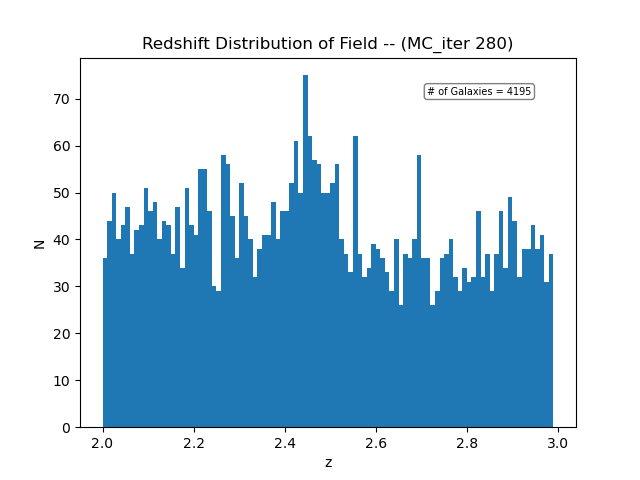 Redshift Distribution of Field -- (MC_iter 280)
# of Galaxies = 4195
70
60
50
40
30
20
10
0
N
2.0 2.2 2.4 2.6 2.8 3.0
z